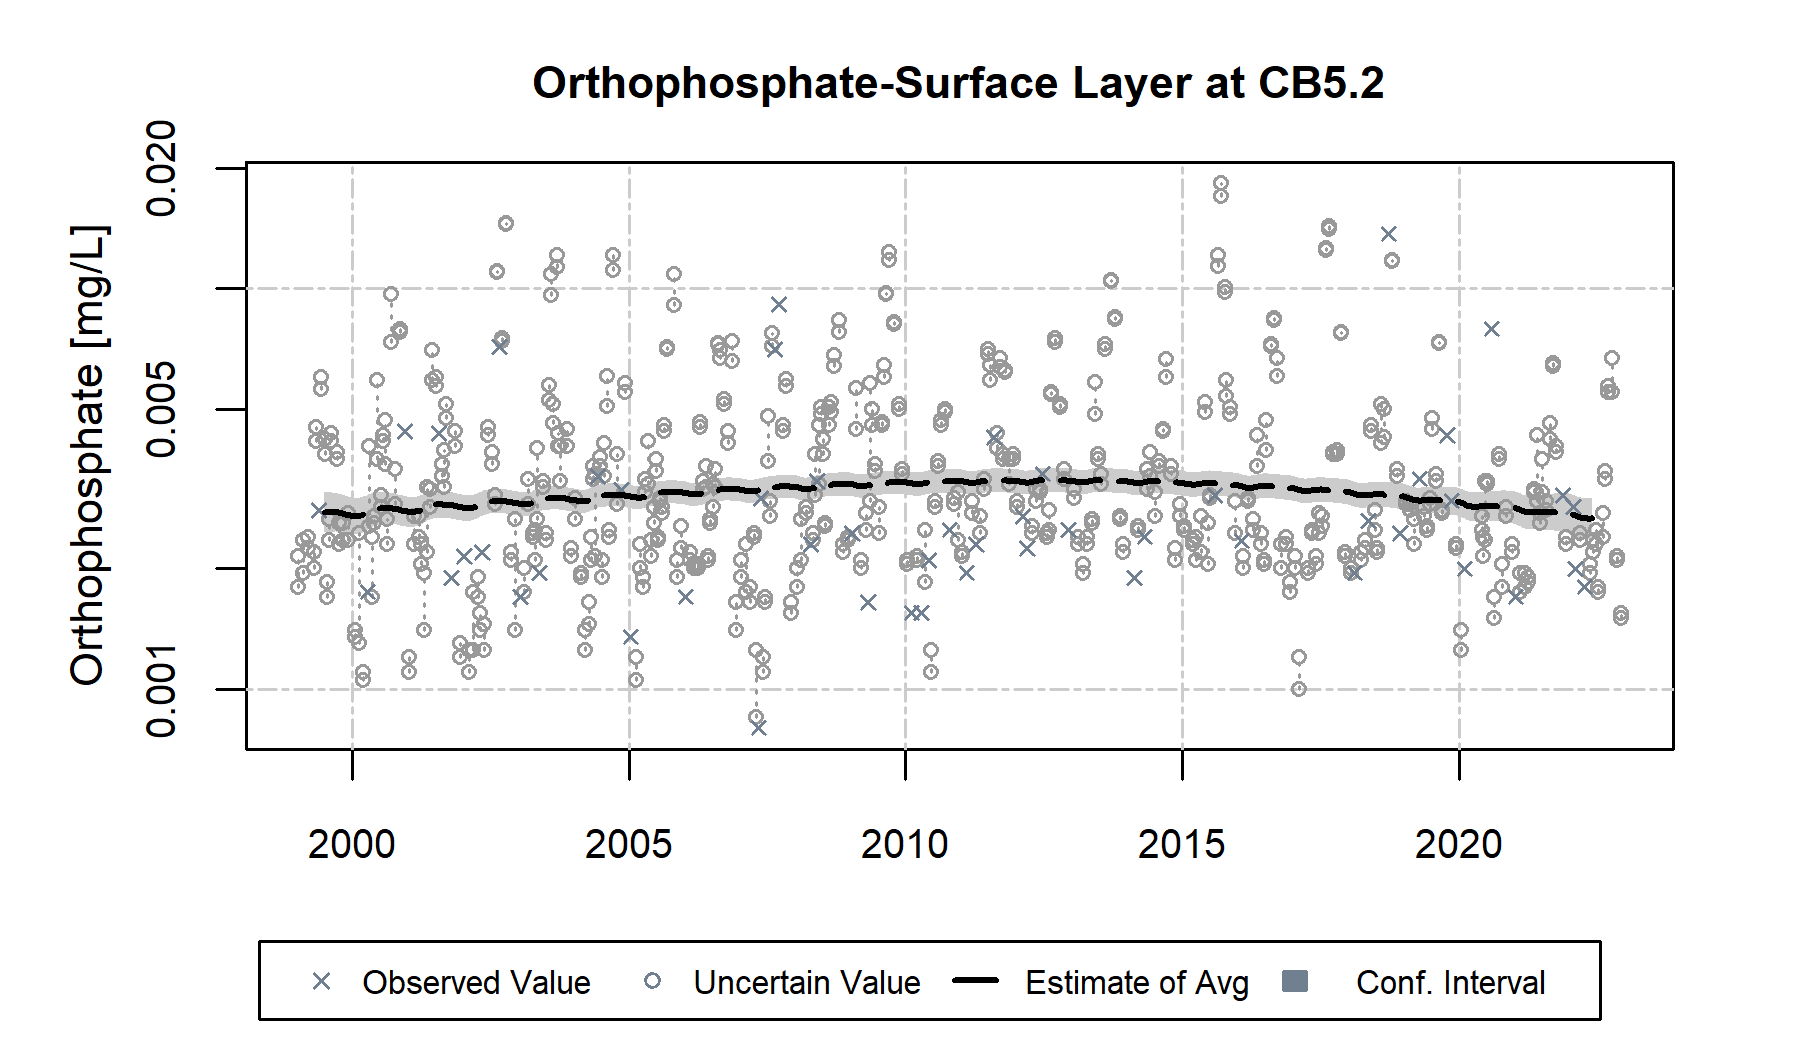 Orthophosphate-Surface Layer at CB5.2
Orthophosphate [mg/L]
0.020
0.005
0.001
2000 2005 2010 2015 2020
Observed Value Uncertain Value Estimate of Avg Conf. Interval